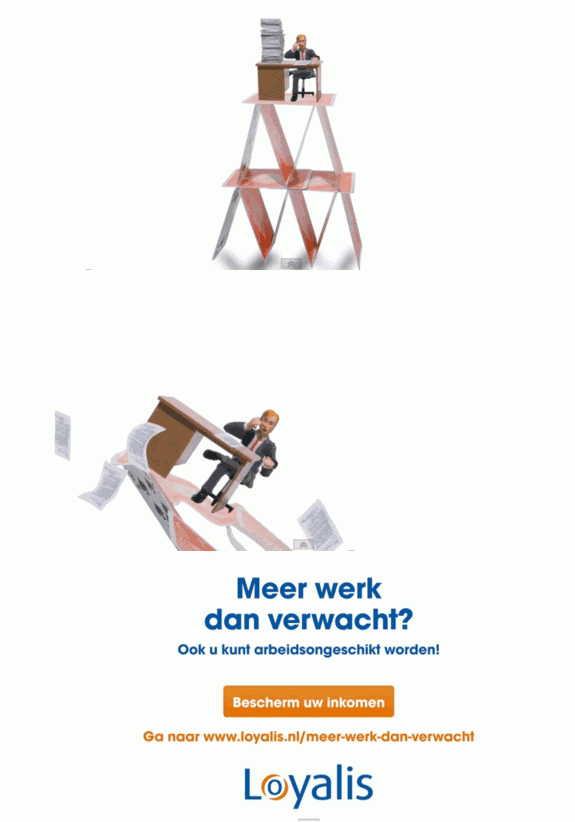 Meer werk
dan verwacht?
Ook u kunt arbeidsongeschikt worden!
Bescherm uw inkomen
Ga naar www.loyalis.nl/meer-werk-dan-verwacht
Loyalis